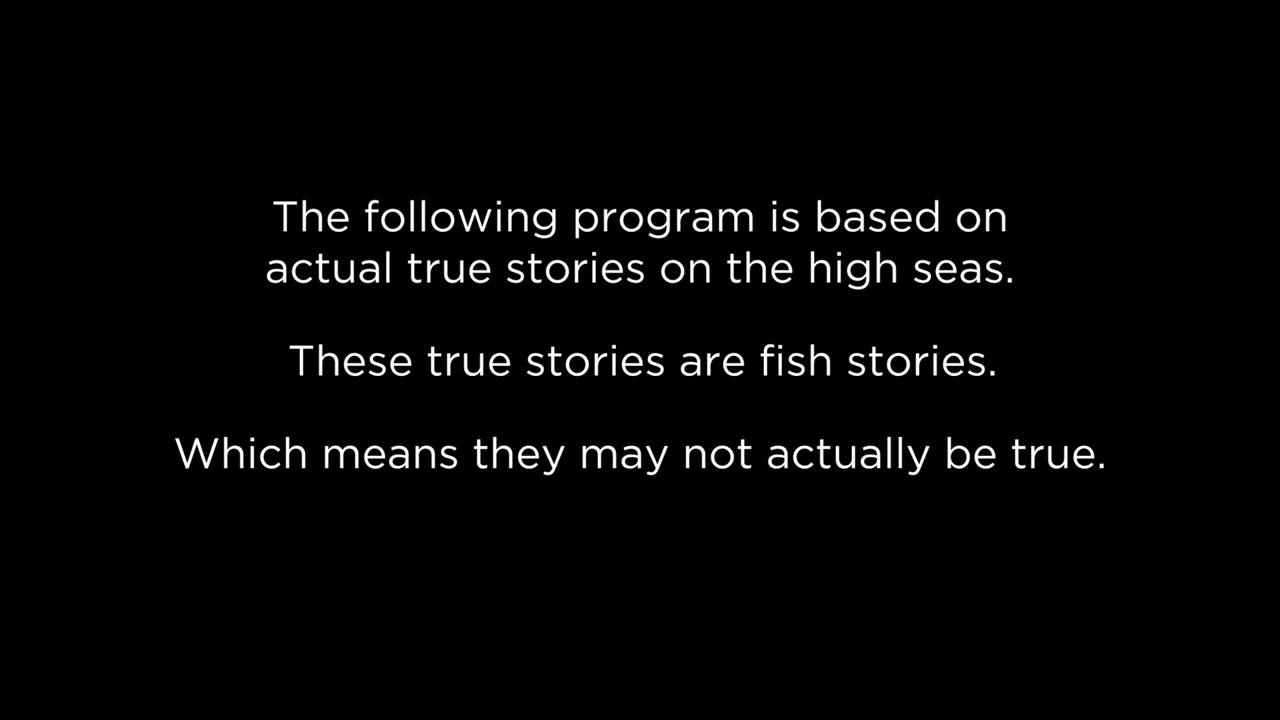 The following program is based on
actual true stories on the high seas.
These true stories are fish stories.
Which means they may not actually be true.